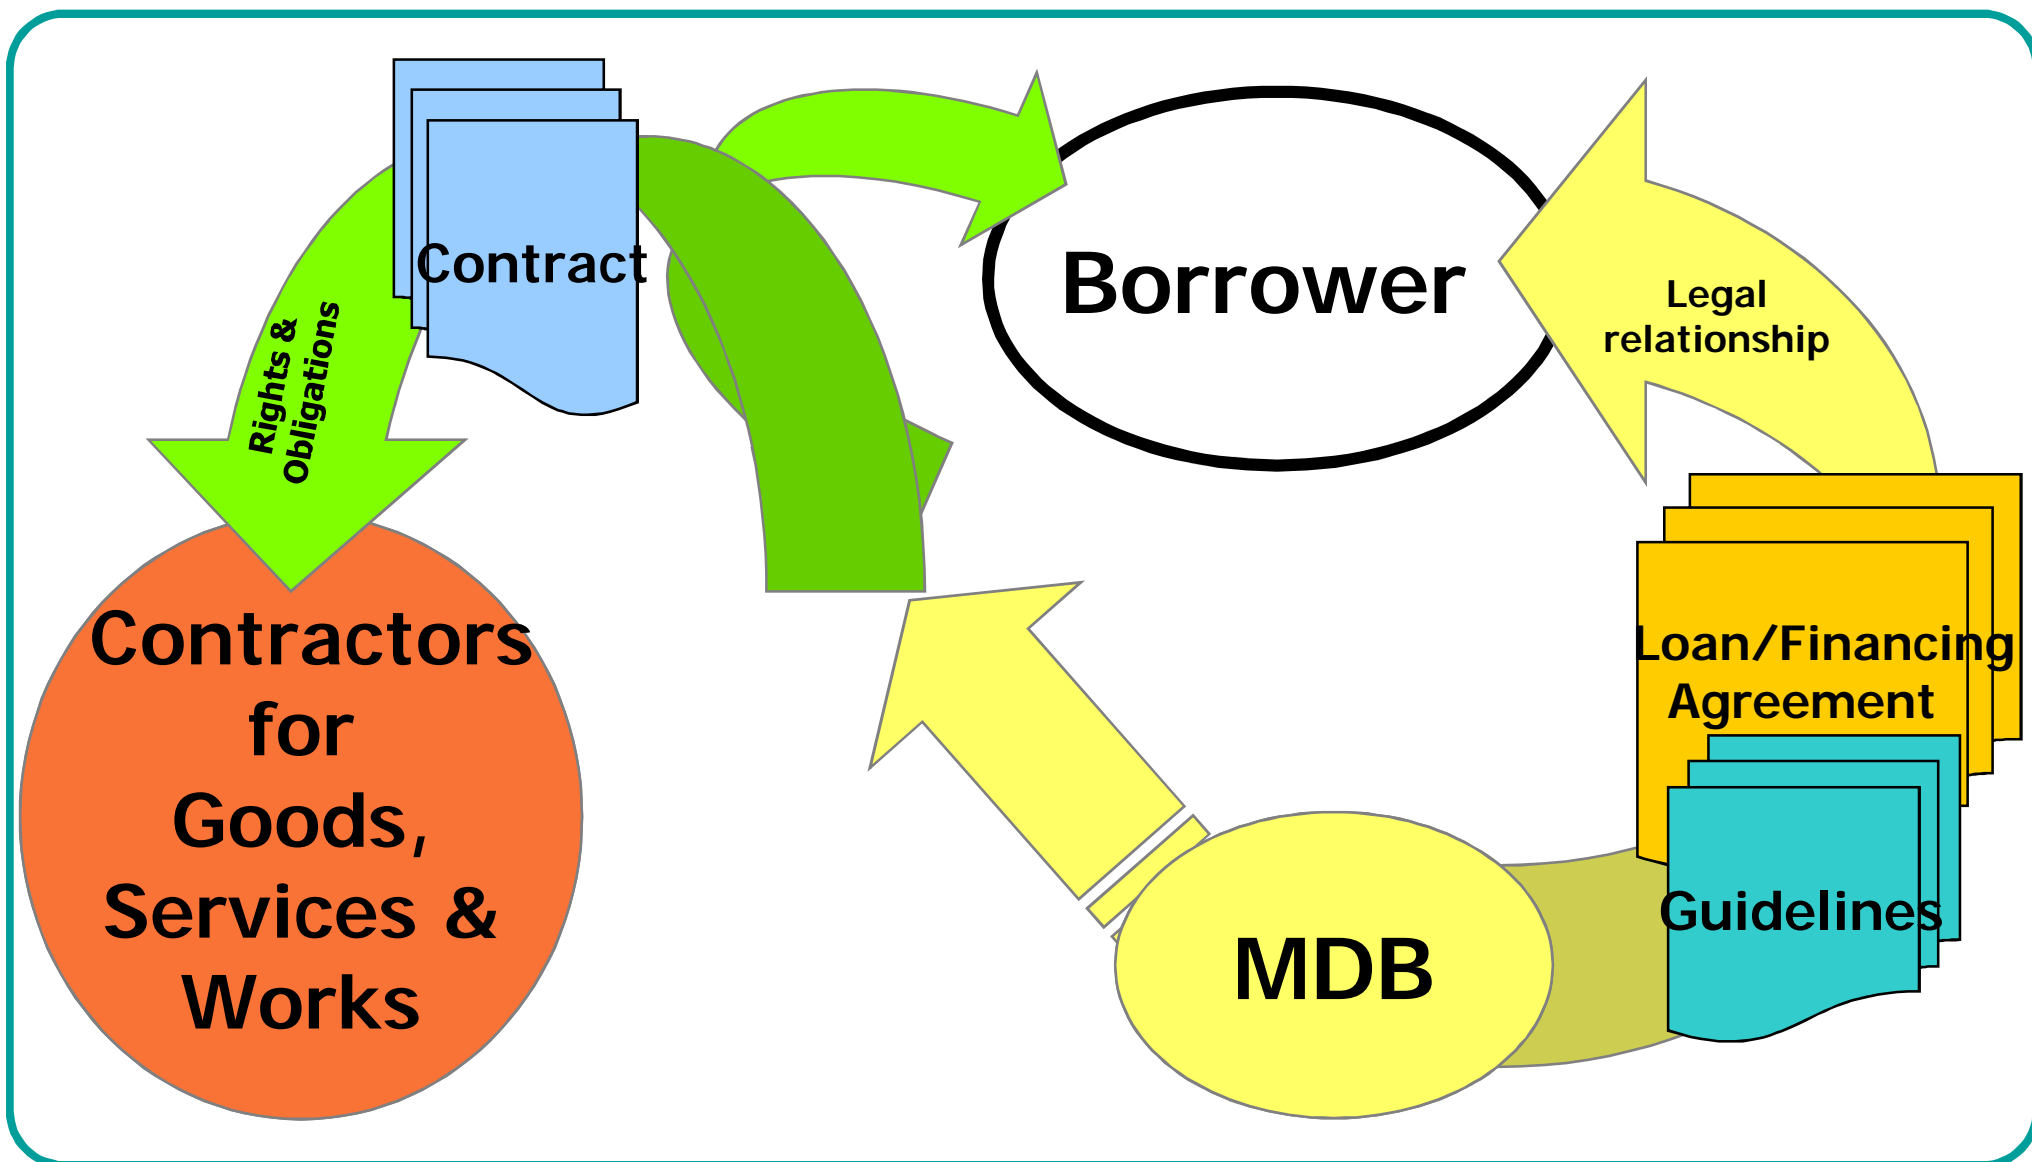 Contract
Borrower
Legal
relationship
Rights &
Obligations
Contractors
for
Goods,
Services &
Works
Loan/Financing
Agreement
Guidelines
MDB